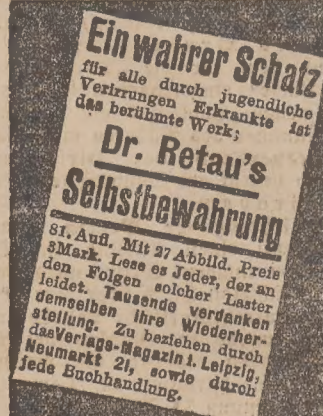 Ein wahrer Schatz
für alle durch jugendliche
Verirrungen Erkrankte ist
das berühmte Werk;
Dr. Retau's
Selbstbewahrung
81. Aufl. Mit 27 Abbild. Preis
3 Mark. Lese es Jeder, der an
den Folgen solcher Laster
leidet. Tausende verdanken
demselben ihre Wiederher-
stellung. Zu beziehen durch
das Verlags-Magazin i. Leipzig,
Neumarkt 21, sowie durch
jede Buchhandlung.